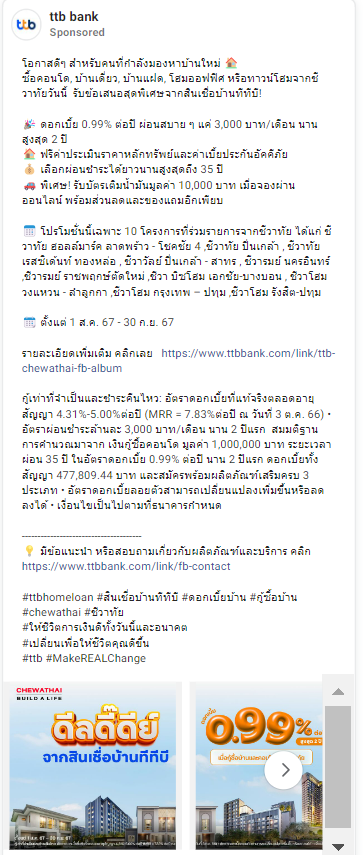 ttb
ttb bank
Sponsored
โอกาสดีๆ สำหรับคนที่กำลังมองหาบ้านใหม่ 🏠
ซื้อคอนโด, บ้านเดี่ยว, บ้านแฝด, โฮมออฟฟิศ หรือทาวน์โฮมจากชี
วาทัยวันนี้  รับข้อเสนอสุดพิเศษจากสินเชื่อบ้านทีทีบี!
🎉 ดอกเบี้ย 0.99% ต่อปี ผ่อนสบาย ๆ แค่ 3,000 บาท/เดือน นาน
สูงสุด 2 ปี
🏠 ฟรีค่าประเมินราคาหลักทรัพย์และค่าเบี้ยประกันอัคคีภัย
💰 เลือกผ่อนชำระได้ยาวนานสูงสุดถึง 35 ปี
🚗 พิเศษ! รับบัตรเติมน้ำมันมูลค่า 10,000 บาท เมื่อจองผ่าน
ออนไลน์ พร้อมส่วนลดและของแถมอีกเพียบ
🗓️ โปรโมชั่นนี้เฉพาะ 10 โครงการที่ร่วมรายการจากชีวาทัย ได้แก่ ชี
วาทัย ฮอลล์มาร์ค ลาดพร้าว - โชคชัย 4 ,ชีวาทัย ปิ่นเกล้า , ชีวาทัย
เรสซิเด้นท์ ทองหล่อ , ชีวาวัลย์ ปิ่นเกล้า - สาทร , ชีวารมย์ นครอินทร์
,ชีวารมย์ ราชพฤกษ์ตัดใหม่ ,ชีวา บิซโฮม เอกชัย-บางบอน , ชีวาโฮม
วงแหวน - ลำลูกกา ,ชีวาโฮม กรุงเทพ – ปทุม ,ชีวาโฮม รังสิต-ปทุม
🗓️ ตั้งแต่ 1 ส.ค. 67 - 30 ก.ย. 67
รายละเอียดเพิ่มเติม คลิกเลย  https://www.ttbbank.com/link/ttb-
chewathai-fb-album
กู้เท่าที่จำเป็นและชำระคืนไหว: อัตราดอกเบี้ยที่แท้จริงตลอดอายุ
สัญญา 4.31%-5.00%ต่อปี (MRR = 7.83%ต่อปี ณ วันที่ 3 ต.ค. 66) •
อัตราผ่อนชำระล้านละ 3,000 บาท/เดือน นาน 2 ปีแรก  สมมติฐาน
การคำนวณมาจาก เงินกู้ซื้อคอนโด มูลค่า 1,000,000 บาท ระยะเวลา
ผ่อน 35 ปี ในอัตราดอกเบี้ย 0.99% ต่อปี นาน 2 ปีแรก ดอกเบี้ยทั้ง
สัญญา 477,809.44 บาท และสมัครพร้อมผลิตภัณฑ์เสริมครบ 3
ประเภท • อัตราดอกเบี้ยลอยตัวสามารถเปลี่ยนแปลงเพิ่มขึ้นหรือลด
ลงได้ • เงื่อนไขเป็นไปตามที่ธนาคารกำหนด
------------------------------------
💡 มีข้อแนะนำ หรือสอบถามเกี่ยวกับผลิตภัณฑ์และบริการ คลิก
https://www.ttbbank.com/link/fb-contact
#ttbhomeloan #สินเชื่อบ้านทีทีบี #ดอกเบี้ยบ้าน #กู้ซื้อบ้าน
#chewathai #ชีวาทัย
#ให้ชีวิตการเงินดีทั้งวันนี้และอนาคต
#เปลี่ยนเพื่อให้ชีวิตคุณดีขึ้น
#ttb #MakeREALChange
CHEWATHAI
BUILD A LIFE
ดีลดี๊ดีย์
จากสินเชื่อบ้านทีทีบี
0.99%